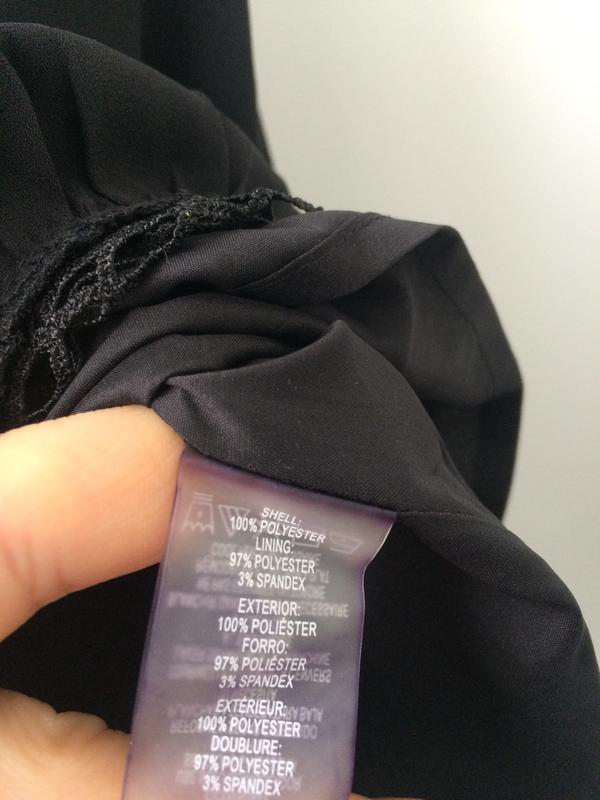 SHELL:
100% POLYESTER
LINING:
97% POLYESTER
3% SPANDEX
EXTERIOR:
100% POLIÉSTER
FORRO:
97% POLIÉSTER
3% SPANDEX
EXTÉRIEUR:
100% POLYESTER
DOUBLURE:
97% POLYESTER
3% SPANDEX